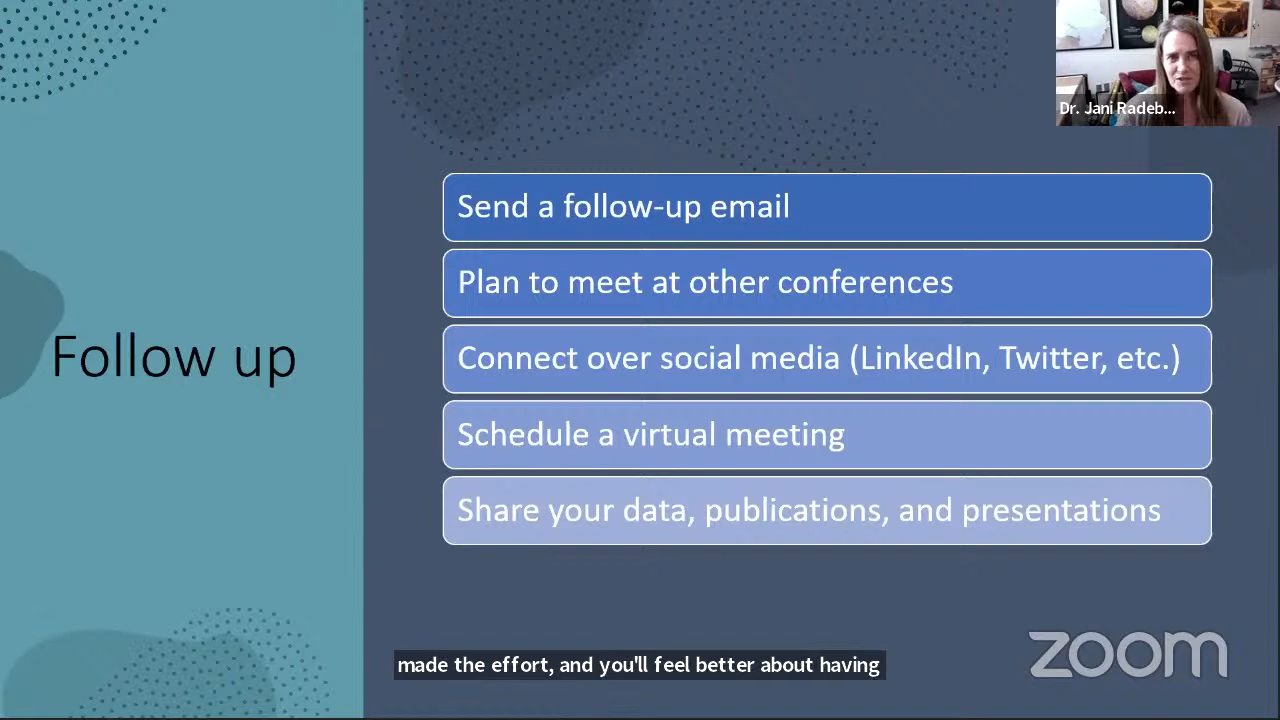 Dr. Jani Radeb...
Send a follow-up email
Plan to meet at other conferences
Connect over social media (LinkedIn, Twitter, etc.)
Follow up
Schedule a virtual meeting
Share your data, publications, and presentations
made the effort, and you'll feel better about having
zoom